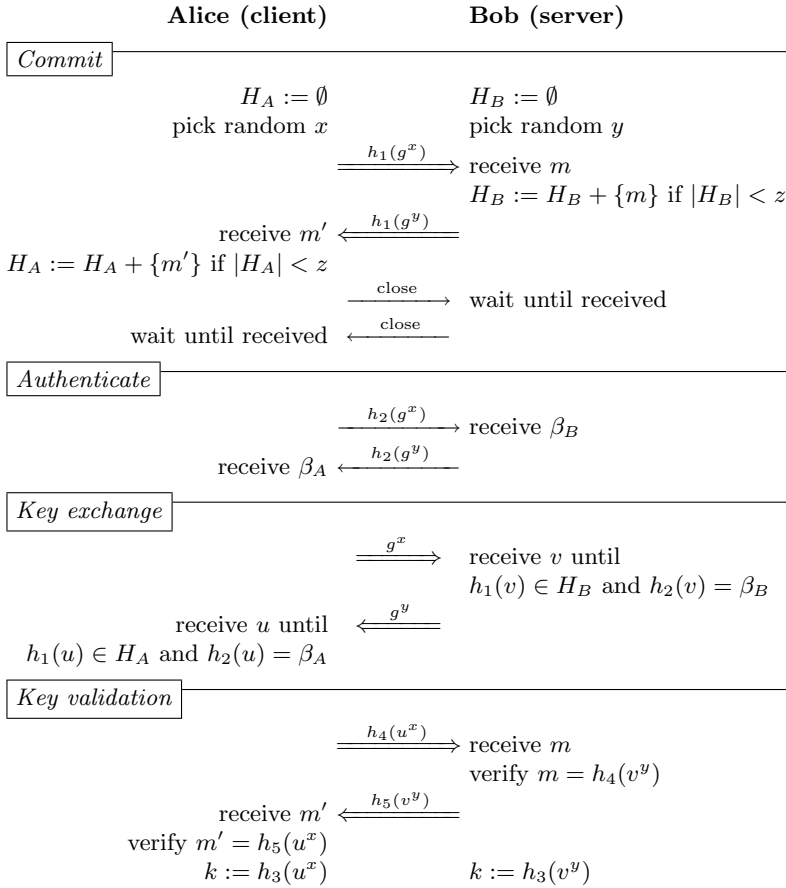 Alice (client) Bob (server)
Commit
H_A := ∅ H_B := ∅
pick random x pick random y
h_1(g^x) receive m
H_B := H_B + {m} if |H_B| < z
receive m′ h_1(g^y)
H_A := H_A + {m′} if |H_A| < z
close wait until received
wait until received close
Authenticate
h_2(g^x) receive β_B
receive β_A h_2(g^y)
Key exchange
g^x receive v until
h_1(v) ∈ H_B and h_2(v) = β_B
receive u until g^y
h_1(u) ∈ H_A and h_2(u) = β_A
Key validation
h_4(u^x) receive m
verify m = h_4(v^y)
receive m′ h_5(v^y)
verify m′ = h_5(u^x)
k := h_3(u^x) k := h_3(v^y)